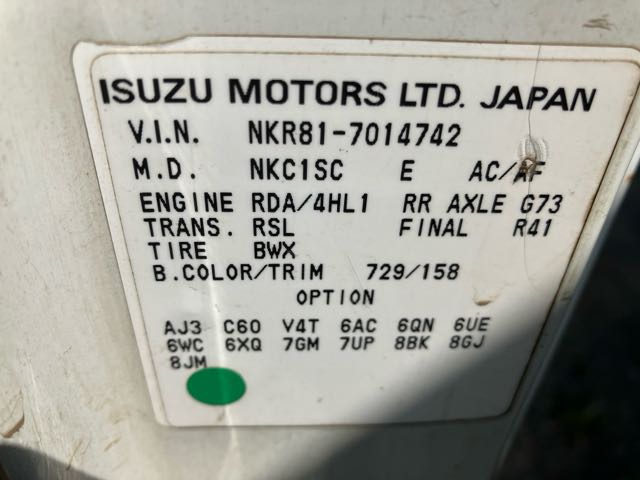 ISUZU MOTORS LTD. JAPAN
V.I.N. NKR81-7014742
M.D. NKC1SC E AC/AF
ENGINE RDA/4HL1 RR AXLE G73
TRANS. RSL FINAL R41
TIRE BWX
B.COLOR/TRIM 729/158
OPTION
AJ3 C60 V4T 6AC 6QN 6UE
6WC 6XQ 7GM 7UP 8BK 8GJ
8JM